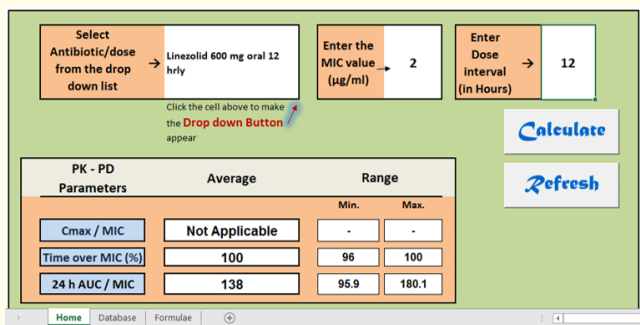 Select
Antibiotic/dose
from the drop
down list
Linezolid 600 mg oral 12
hrly
Enter the
MIC value
(µg/ml)
2
Enter
Dose
interval
(in Hours)
12
Click the cell above to make
the Drop down Button
appear
Calculate
Refresh
PK - PD
Parameters
Average
Range
Min.
Max.
Cmax / MIC
Not Applicable
-
-
Time over MIC (%)
100
96
100
24 h AUC / MIC
138
95.9
180.1
Home
Database
Formulae